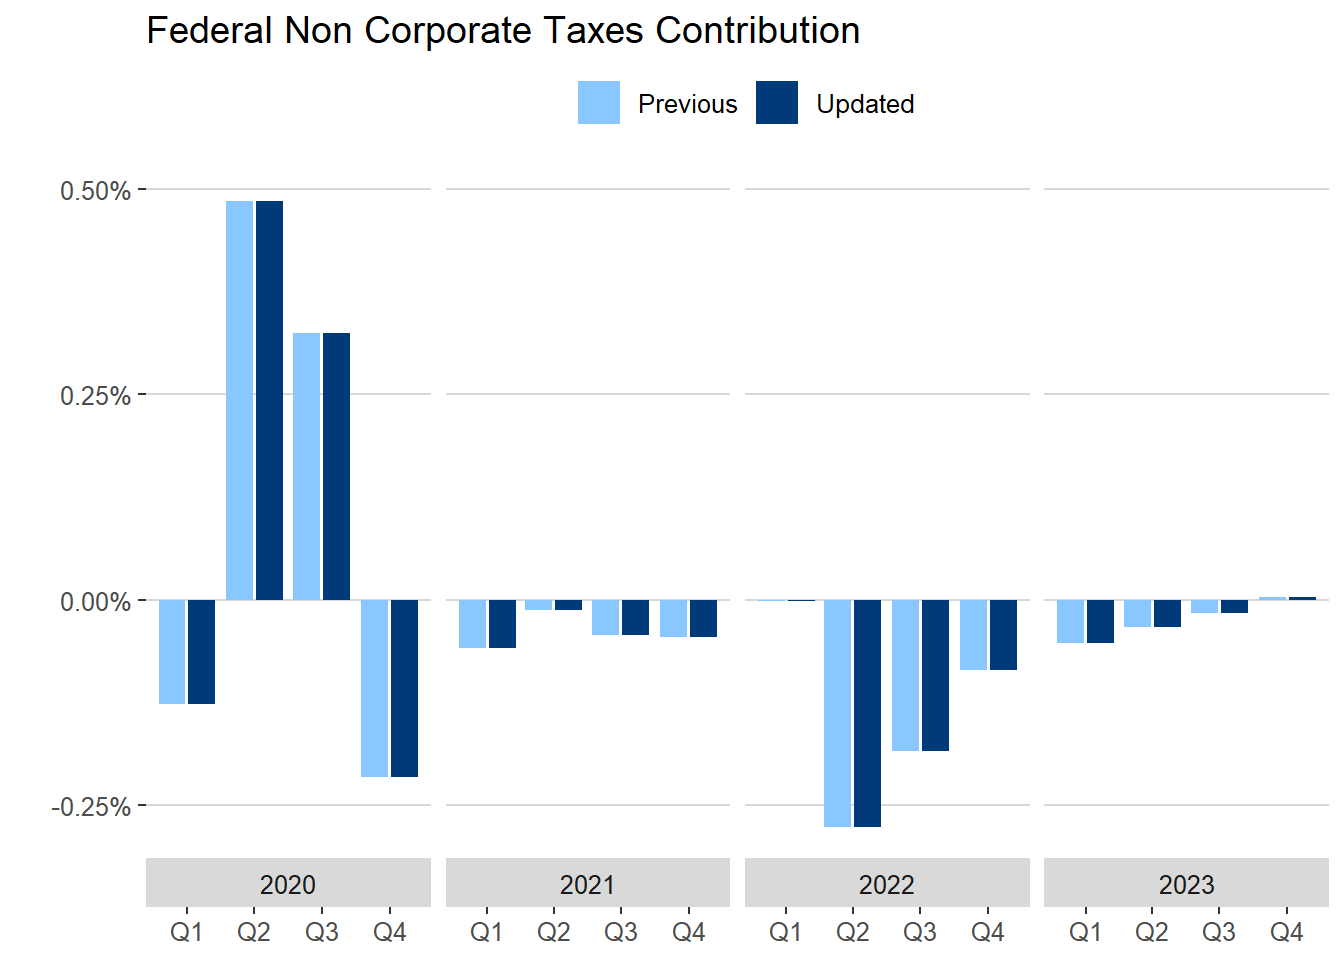 Federal Non Corporate Taxes Contribution
Previous Updated
0.50%
0.25%
0.00%
-0.25%
2020 2021 2022 2023
Q1 Q2 Q3 Q4 Q1 Q2 Q3 Q4 Q1 Q2 Q3 Q4 Q1 Q2 Q3 Q4